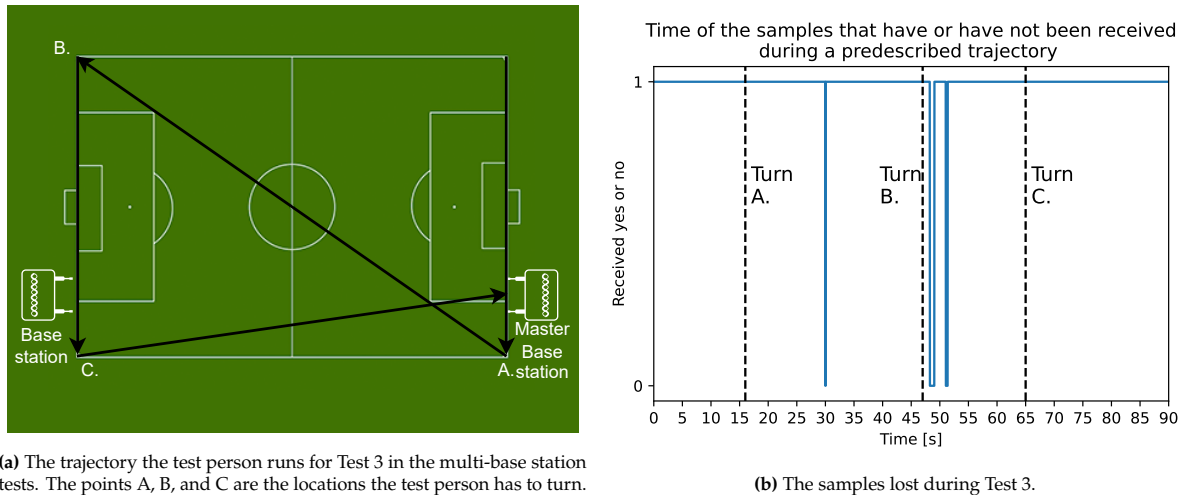 B.
Base
station
C.
Master
Base
A.station
(a) The trajectory the test person runs for Test 3 in the multi-base station
tests. The points A, B, and C are the locations the test person has to turn.
Time of the samples that have or have not been received
during a predescribed trajectory
Received yes or no
1
0
Turn
A.
Turn
B.
Turn
C.
0 5 10 15 20 25 30 35 40 45 50 55 60 65 70 75 80 85 90
Time [s]
(b) The samples lost during Test 3.